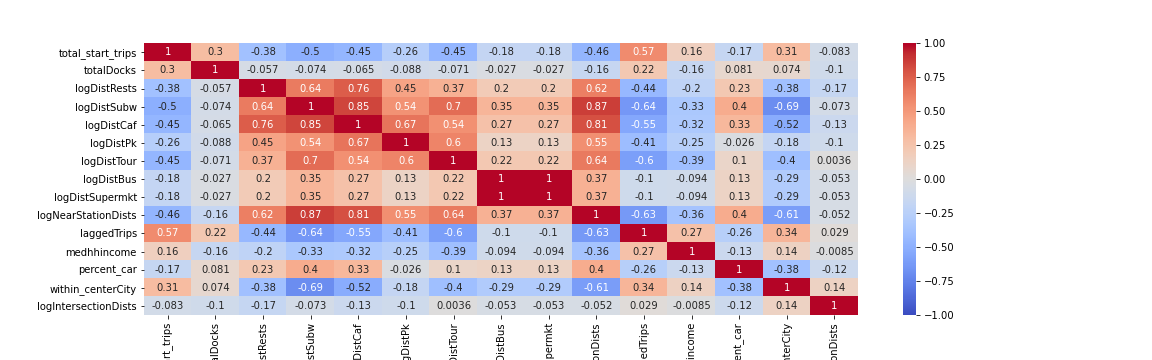 total_start_trips 1 0.3 -0.38 -0.5 -0.45 -0.26 -0.45 -0.18 -0.18 -0.46 0.57 0.16 -0.17 0.31 -0.083
totalDocks 0.3 1 -0.057 -0.074 -0.065 -0.088 -0.071 -0.027 -0.027 -0.16 0.22 -0.16 0.081 0.074 -0.1
logDistRests -0.38 -0.057 1 0.64 0.76 0.45 0.37 0.2 0.2 0.62 -0.44 -0.2 0.23 -0.38 -0.17
logDistSubw -0.5 -0.074 0.64 1 0.85 0.54 0.7 0.35 0.35 0.87 -0.64 -0.33 0.4 -0.69 -0.073
logDistCaf -0.45 -0.065 0.76 0.85 1 0.67 0.54 0.27 0.27 0.81 -0.55 -0.32 0.33 -0.52 -0.13
logDistPk -0.26 -0.088 0.45 0.54 0.67 1 0.6 0.13 0.13 0.55 -0.41 -0.25 -0.026 -0.18 -0.1
logDistTour -0.45 -0.071 0.37 0.7 0.54 0.6 1 0.22 0.22 0.64 -0.6 -0.39 0.1 -0.4 0.0036
logDistBus -0.18 -0.027 0.2 0.35 0.27 0.13 0.22 1 1 0.37 -0.1 -0.094 0.13 -0.29 -0.053
logDistSupermkt -0.18 -0.027 0.2 0.35 0.27 0.13 0.22 1 1 0.37 -0.1 -0.094 0.13 -0.29 -0.053
logNearStationDists -0.46 -0.16 0.62 0.87 0.81 0.55 0.64 0.37 0.37 1 -0.63 -0.36 0.4 -0.61 -0.052
laggedTrips 0.57 0.22 -0.44 -0.64 -0.55 -0.41 -0.6 -0.1 -0.1 -0.63 1 0.27 -0.26 0.34 0.029
medhhincome 0.16 -0.16 -0.2 -0.33 -0.32 -0.25 -0.39 -0.094 -0.094 -0.36 0.27 1 -0.13 0.14 -0.0085
percent_car -0.17 0.081 0.23 0.4 0.33 -0.026 0.1 0.13 0.13 0.4 -0.26 -0.13 1 -0.38 -0.12
within_centerCity 0.31 0.074 -0.38 -0.69 -0.52 -0.18 -0.4 -0.29 -0.29 -0.61 0.34 0.14 -0.38 1 0.14
logIntersectionDists -0.083 -0.1 -0.17 -0.073 -0.13 -0.1 0.0036 -0.053 -0.053 -0.052 0.029 -0.0085 -0.12 0.14 1
rt_trips
alDocks
stRests
stSubw
DistCaf
gDistPk
istTour
DistBus
permkt
onDists
edTrips
income
ent_car
nterCity
onDists
1.00
0.75
0.50
0.25
0.00
−0.25
−0.50
−0.75
−1.00